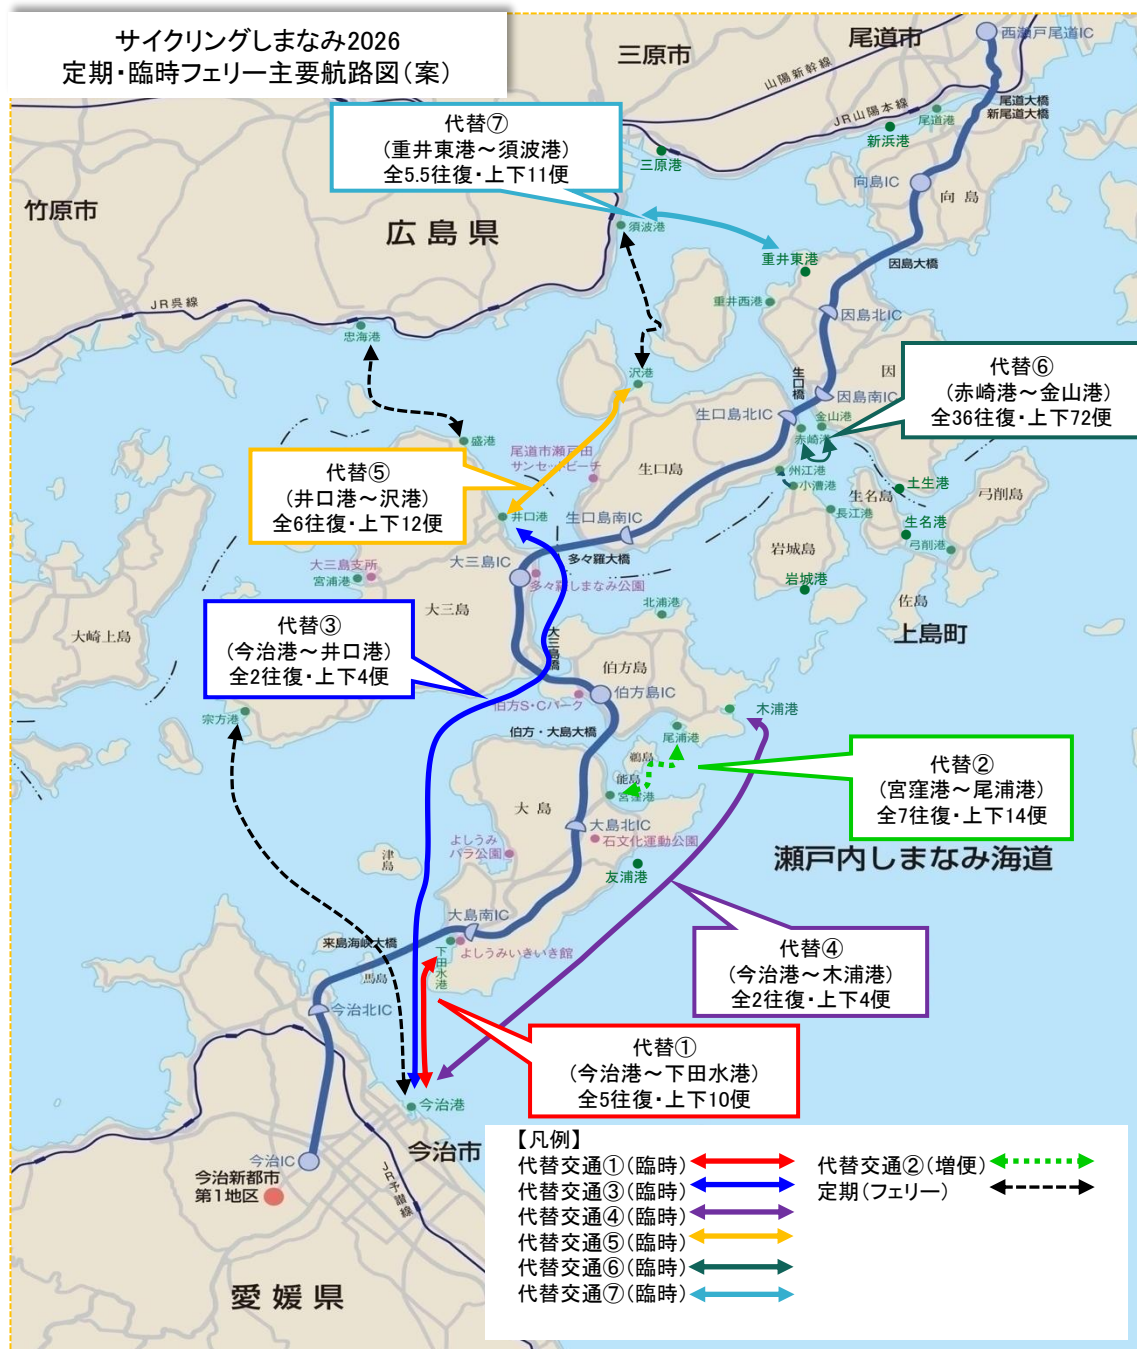 サイクリングしまなみ2026
定期・臨時フェリー主要航路図(案)
三原市
尾道市
西瀬戸尾道IC
山陽新幹線
JR山陽本線
尾道大橋
新尾道大橋
尾道港
新浜港
三原港
代替⑦
(重井東港～須波港)
全5.5往復・上下11便
向島IC
向島
竹原市
広島県
須波港
因島大橋
重井東港
重井西港
JR呉線
忠海港
因島北IC
沢港
生口橋
因
因島南IC
代替⑥
(赤崎港～金山港)
全36往復・上下72便
生口島北IC
金山港
赤崎港
盛港
尾道市瀬戸田
サンセットビーチ
生口島
代替⑤
(井口港～沢港)
全6往復・上下12便
州江港
小漕港
土生港
生名島
弓削島
長江港
井口港
生口島南IC
生名港
弓削港
多々羅大橋
岩城島
大三島IC
大三島支所
宮浦港
多々羅しまなみ公園
岩城港
北浦港
佐島
大三島
上島町
代替③
(今治港～井口港)
全2往復・上下4便
大三島橋
大崎上島
伯方島
伯方島IC
伯方S・Cパーク
木浦港
宗方港
伯方・大島大橋
尾浦港
鵜島
能島
宮窪港
代替②
(宮窪港～尾浦港)
全7往復・上下14便
大島
大島北IC
石文化運動公園
よしうみ
バラ公園
津島
友浦港
瀬戸内しまなみ海道
大島南IC
来島海峡大橋
よしうみいきいき館
下田水港
馬島
代替④
(今治港～木浦港)
全2往復・上下4便
今治北IC
代替①
(今治港～下田水港)
全5往復・上下10便
今治港
今治市
今治IC
今治新都市
第1地区
JR予讃線
愛媛県
【凡例】
代替交通①(臨時)
代替交通②(増便)
代替交通③(臨時)
定期(フェリー)
代替交通④(臨時)
代替交通⑤(臨時)
代替交通⑥(臨時)
代替交通⑦(臨時)